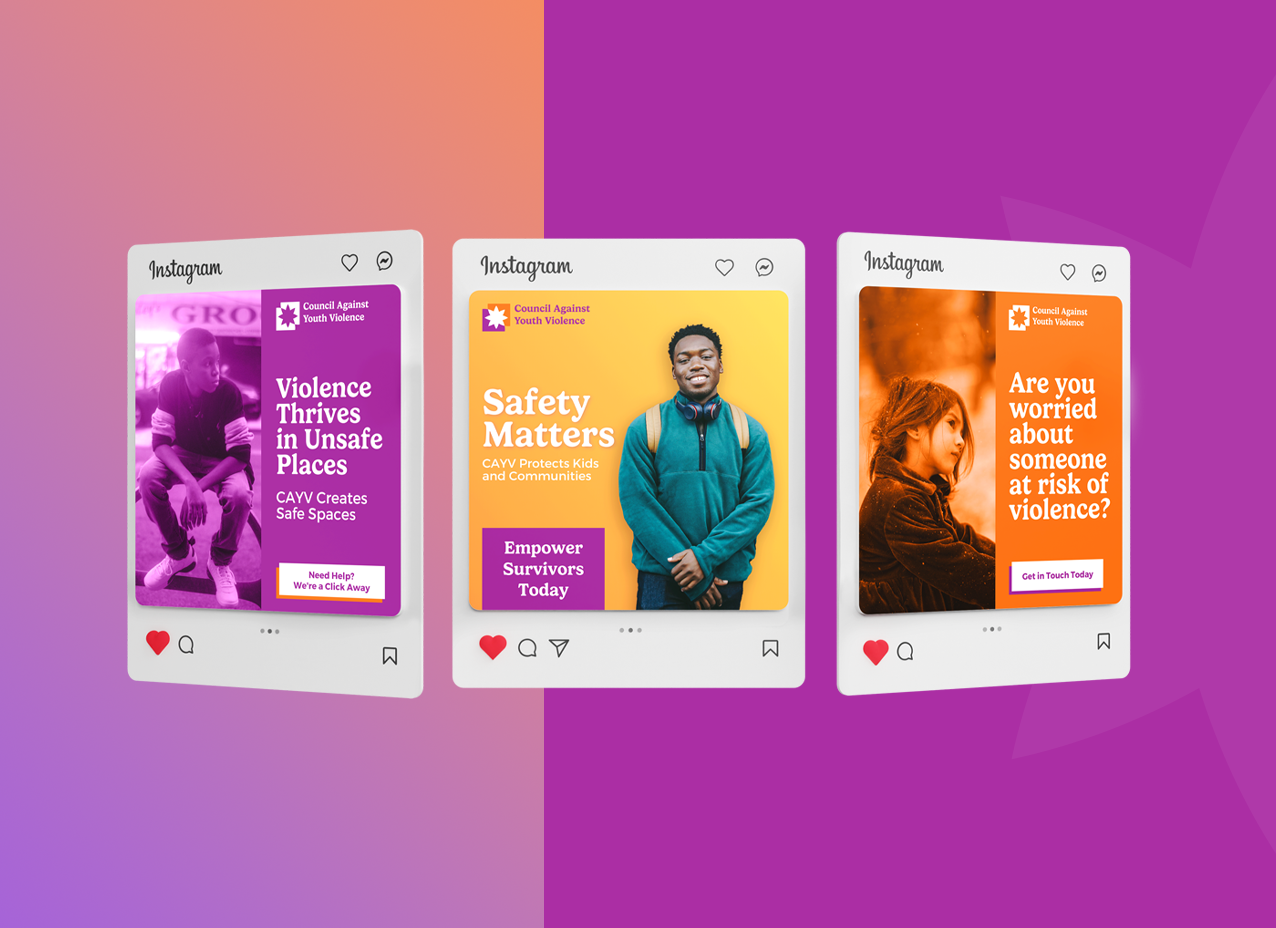 Instagram
GRO
Council Against
Youth Violence
Violence
Thrives
in Unsafe
Places
CAYV Creates
Safe Spaces
Need Help?
We're a Click Away
Instagram
Council Against
Youth Violence
Safety
Matters
CAYV Protects Kids
and Communities
Empower
Survivors
Today
Instagram
Council Against
Youth Violence
Are you
worried
about
someone
at risk of
violence?
Get in Touch Today